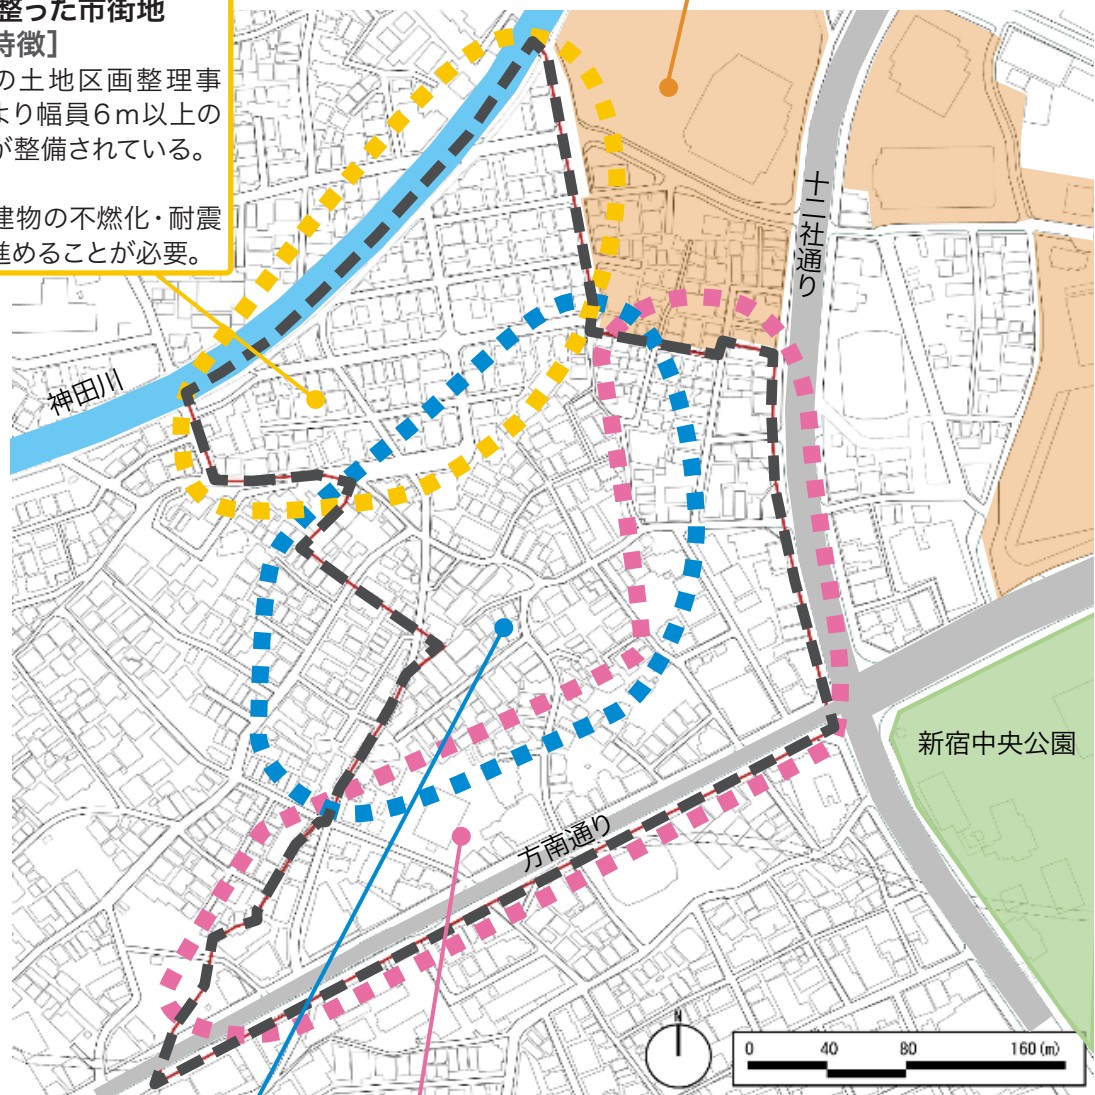 整った市街地
特徴］
の土地区画整理事
より幅員６ｍ以上の
が整備されている。
建物の不燃化・耐震
進めることが必要。
十二社通り
神田川
新宿中央公園
方南通り
N
0 40 80 160(m)